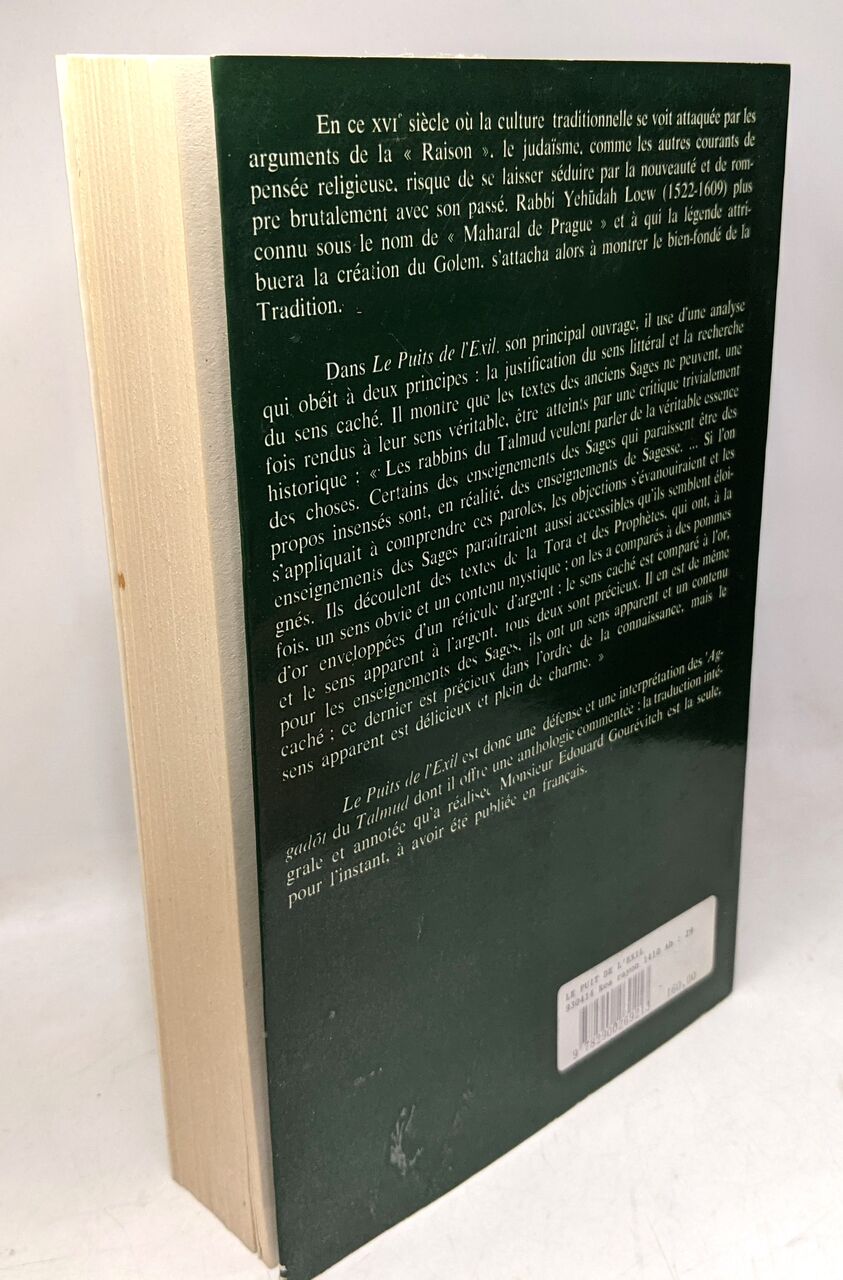 En ce XVIe siècle où la culture traditionnelle se voit attaquée par les
arguments de la « Raison », le judaïsme, comme les autres courants de
pensée religieuse, risque de se laisser séduire par la nouveauté et de rom-
pre brutalement avec son passé. Rabbi Yehūdah Loew (1522-1609) plus
connu sous le nom de « Maharal de Prague » et à qui la légende attri-
buera la création du Golem, s'attacha alors à montrer le bien-fondé de la
Tradition.
Dans Le Puits de l'Exil, son principal ouvrage, il use d'une analyse
qui obéit à deux principes : la justification du sens littéral et la recherche
du sens caché. Il montre que les textes des anciens Sages ne peuvent, une
fois rendus à leur sens véritable, être atteints par une critique trivialement
historique : « Les rabbins du Talmud veulent parler de la véritable essence
des choses. Certains des enseignements des Sages qui paraissent être des
propos insensés sont, en réalité, des enseignements de Sagesse. ... Si l'on
s'appliquait à comprendre ces paroles, les objections s'évanouiraient et les
enseignements des Sages paraîtraient aussi accessibles qu'ils semblent éloi-
gnés. Ils découlent des textes de la Tora et des Prophètes, qui ont, à la
fois, un sens obvie et un contenu mystique ; on les a comparés à des pommes
d'or enveloppées d'un réticule d'argent ; le sens caché est comparé à l'or,
et le sens apparent à l'argent, tous deux sont précieux. Il en est de même
pour les enseignements des Sages, ils ont un sens apparent et un contenu
caché ; ce dernier est précieux dans l'ordre de la connaissance, mais le
sens apparent est délicieux et plein de charme. »
Le Puits de l'Exil est donc une défense et une interprétation des 'Ag-
gadōt du Talmud dont il offre une anthologie commentée ; la traduction inté-
grale et annotée qu'a réalisée Monsieur Edouard Gourévitch est la seule,
pour l'instant, à avoir été publiée en français.
LE PUIT DE L'EXIL
930414 Ros rayon 1410 Ab : 29
160,00
9 782900269213